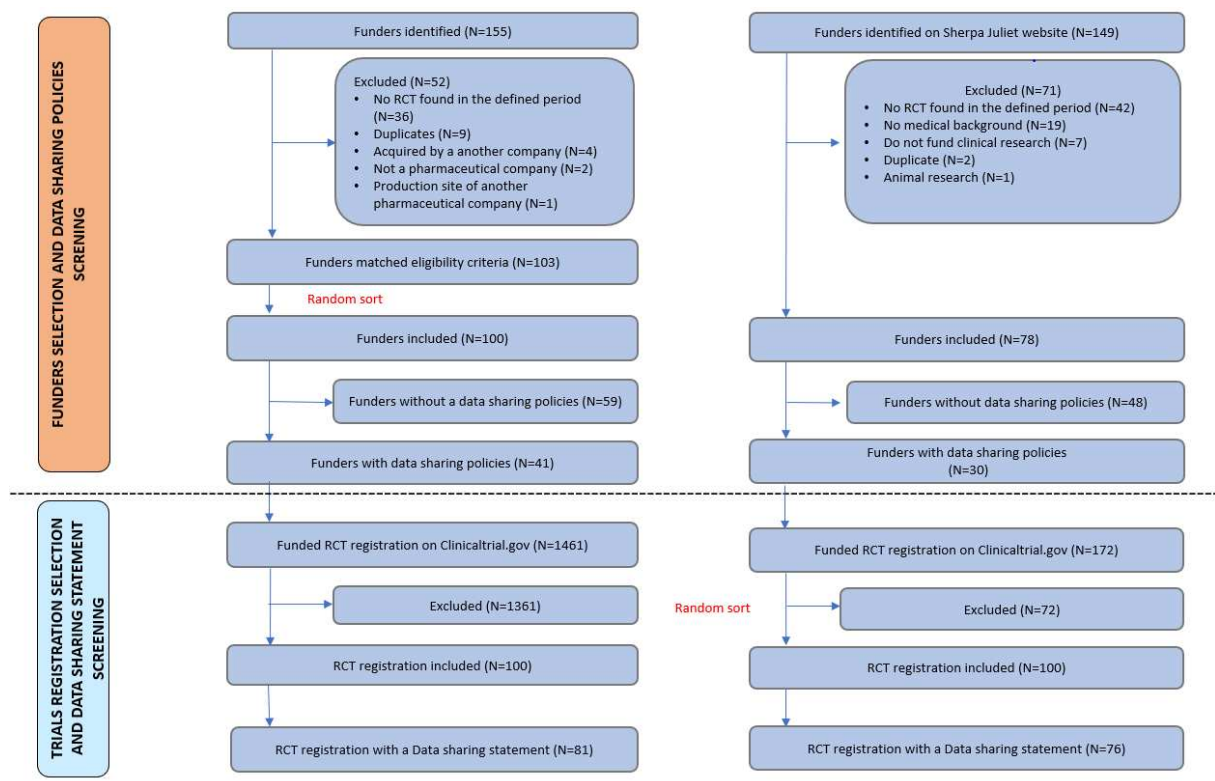 FUNDERS SELECTION AND DATA SHARING POLICIES
SCREENING
Funders identified (N=155)
Excluded (N=52)
• No RCT found in the defined period
(N=36)
• Duplicates (N=9)
• Acquired by a another company (N=4)
• Not a pharmaceutical company (N=2)
• Production site of another
pharmaceutical company (N=1)
Funders matched eligibility criteria (N=103)
Random sort
Funders included (N=100)
Funders without a data sharing policies (N=59)
Funders with data sharing policies (N=41)
Funders identified on Sherpa Juliet website (N=149)
Excluded (N=71)
• No RCT found in the defined period (N=42)
• No medical background (N=19)
• Do not fund clinical research (N=7)
• Duplicate (N=2)
• Animal research (N=1)
Funders included (N=78)
Funders without data sharing policies (N=48)
Funders with data sharing policies
(N=30)
TRIALS REGISTRATION SELECTION
AND DATA SHARING STATEMENT
SCREENING
Funded RCT registration on Clinicaltrial.gov (N=1461)
Excluded (N=1361)
RCT registration included (N=100)
RCT registration with a Data sharing statement (N=81)
Funded RCT registration on Clinicaltrial.gov (N=172)
Random sort
Excluded (N=72)
RCT registration included (N=100)
RCT registration with a Data sharing statement (N=76)